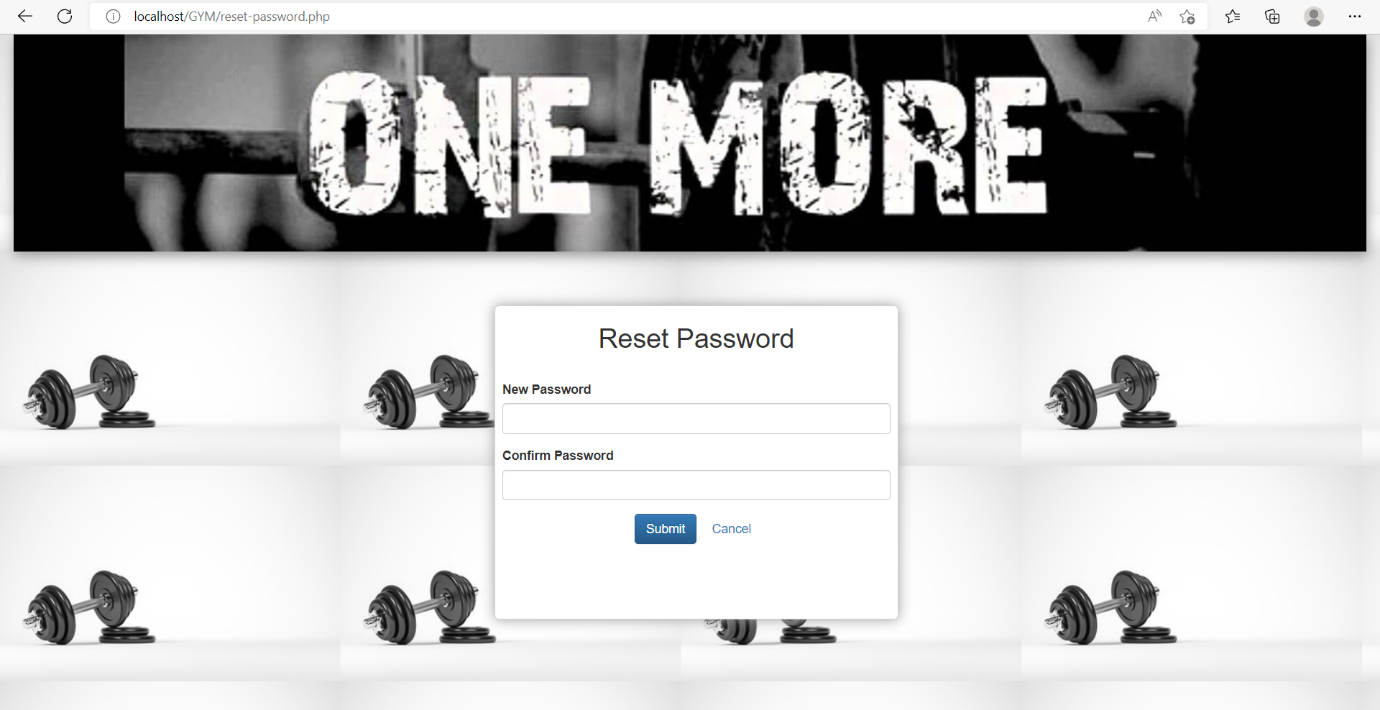 localhost/GYM/reset-password.php
ONE MORE
Reset Password
New Password
Confirm Password
Submit Cancel